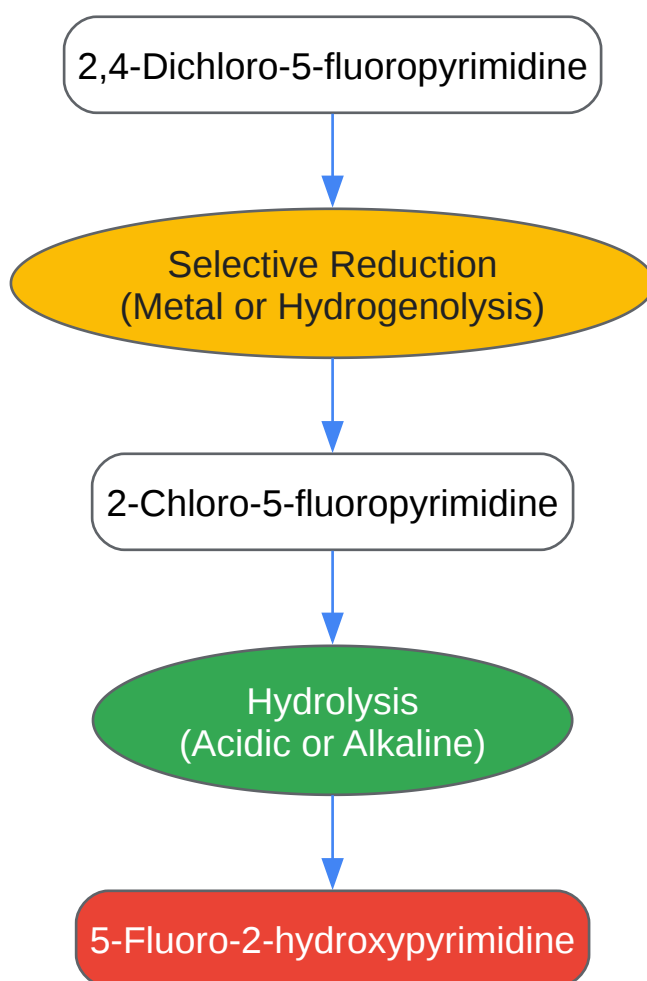 2,4-Dichloro-5-fluoropyrimidine
Selective Reduction
(Metal or Hydrogenolysis)
2-Chloro-5-fluoropyrimidine
Hydrolysis
(Acidic or Alkaline)
5-Fluoro-2-hydroxypyrimidine